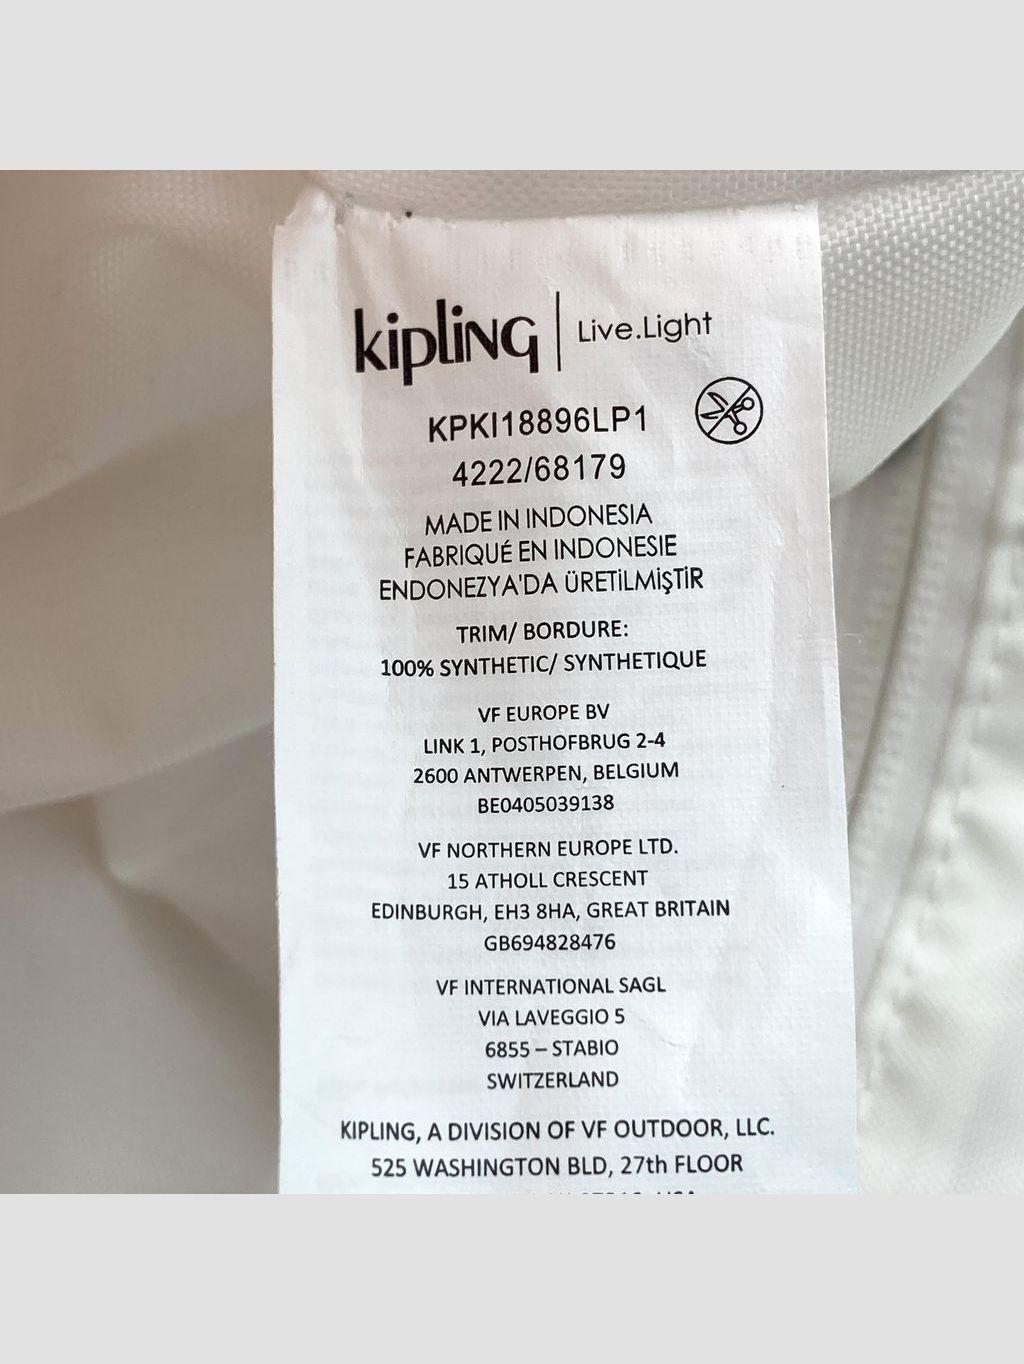 kipling | Live.Light
KPKI18896LP1
4222/68179
MADE IN INDONESIA
FABRIQUÉ EN INDONESIE
ENDONEZYA'DA ÜRETiLMiŞTiR
TRIM/ BORDURE:
100% SYNTHETIC/ SYNTHETIQUE
VF EUROPE BV
LINK 1, POSTHOFBRUG 2-4
2600 ANTWERPEN, BELGIUM
BE0405039138
VF NORTHERN EUROPE LTD.
15 ATHOLL CRESCENT
EDINBURGH, EH3 8HA, GREAT BRITAIN
GB694828476
VF INTERNATIONAL SAGL
VIA LAVEGGIO 5
6855 – STABIO
SWITZERLAND
KIPLING, A DIVISION OF VF OUTDOOR, LLC.
525 WASHINGTON BLD, 27th FLOOR